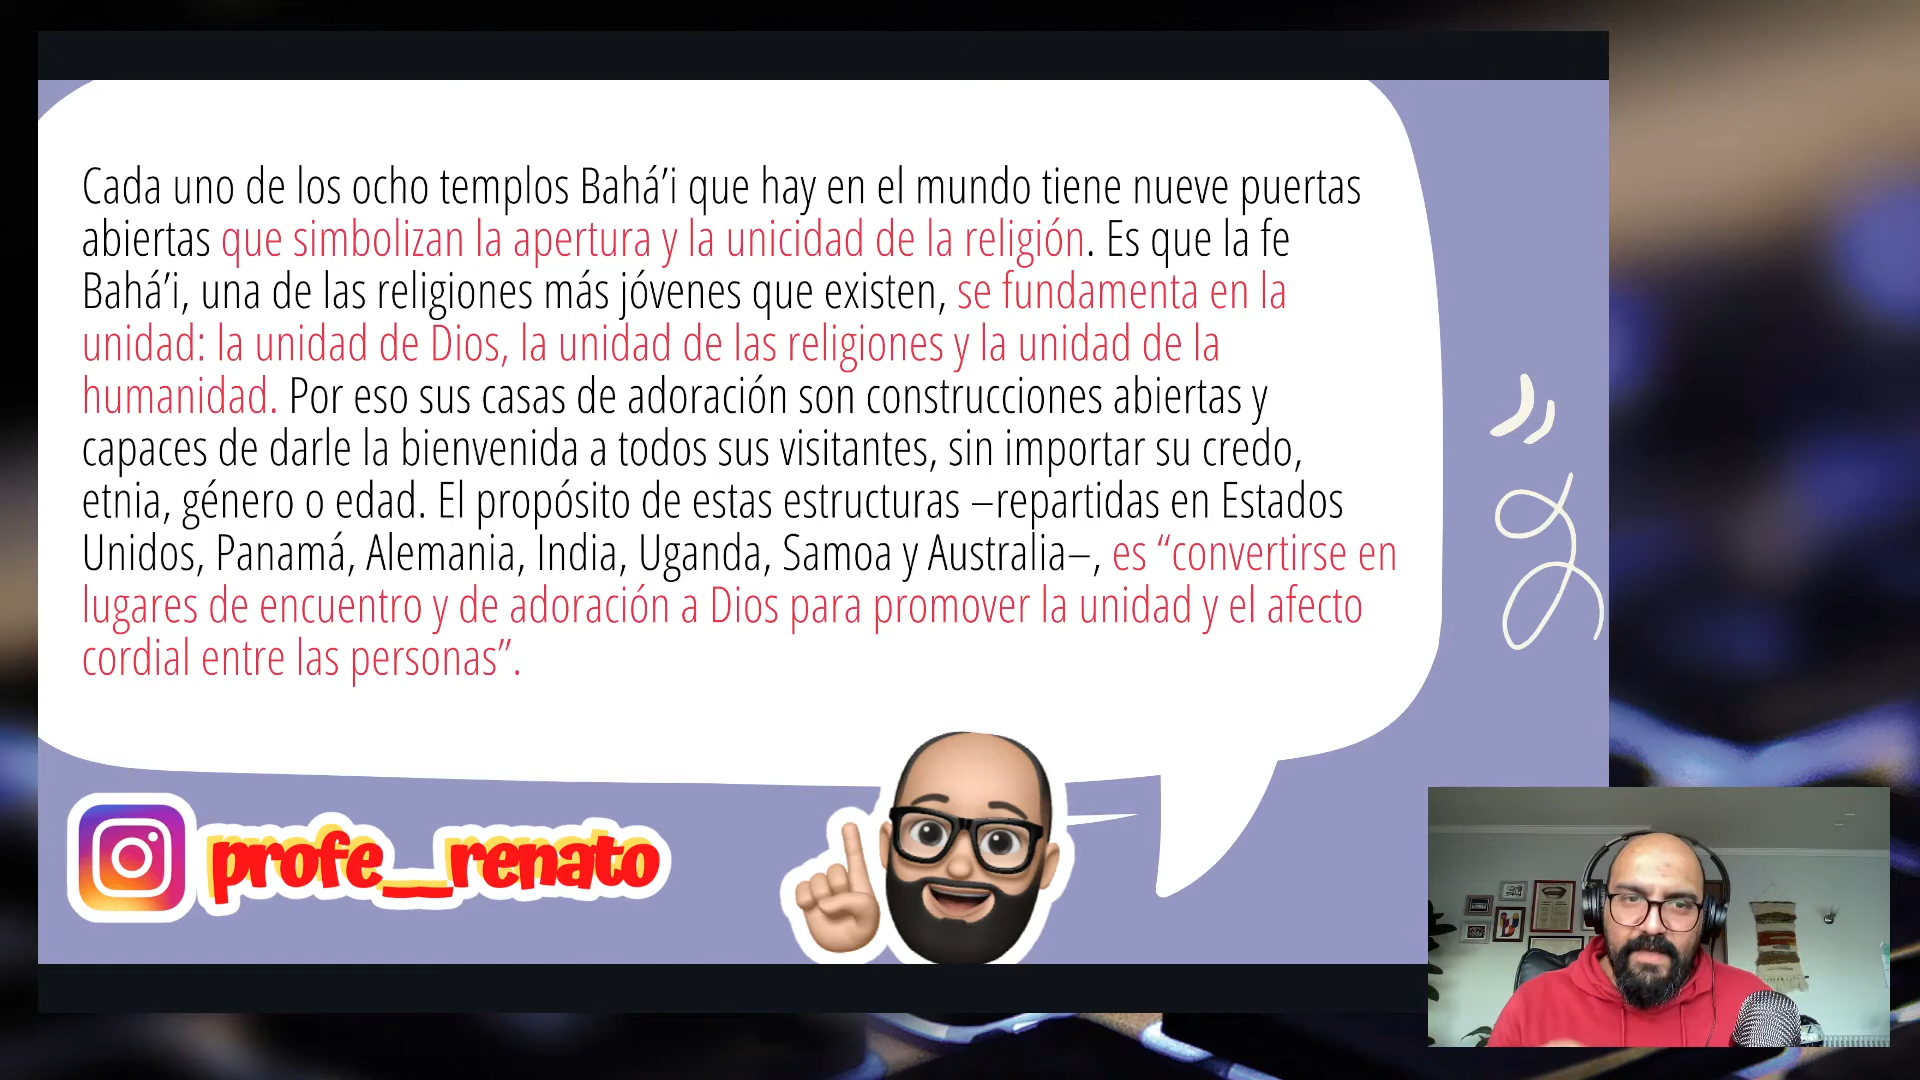 Cada uno de los ocho templos Bahá’i que hay en el mundo tiene nueve puertas
abiertas que simbolizan la apertura y la unicidad de la religión. Es que la fe
Bahá’i, una de las religiones más jóvenes que existen, se fundamenta en la
unidad: la unidad de Dios, la unidad de las religiones y la unidad de la
humanidad. Por eso sus casas de adoración son construcciones abiertas y
capaces de darle la bienvenida a todos sus visitantes, sin importar su credo,
etnia, género o edad. El propósito de estas estructuras –repartidas en Estados
Unidos, Panamá, Alemania, India, Uganda, Samoa y Australia–, es “convertirse en
lugares de encuentro y de adoración a Dios para promover la unidad y el afecto
cordial entre las personas”.
profe__renato